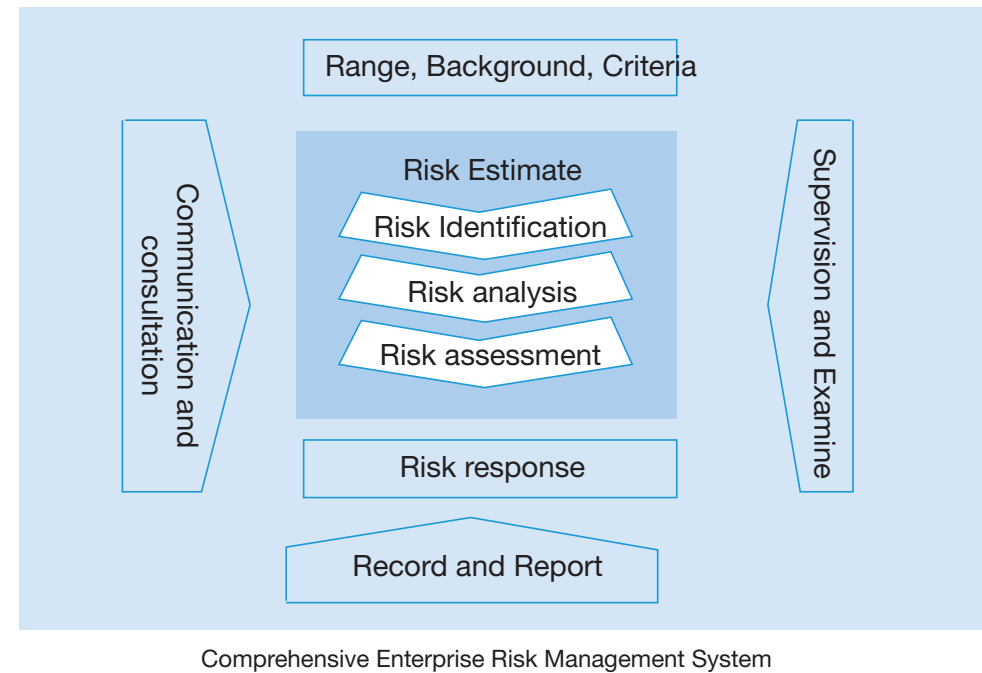 Range, Background, Criteria
Communication and
consultation
Risk Estimate
Risk Identification
Risk analysis
Risk assessment
Supervision and Examine
Risk response
Record and Report
Comprehensive Enterprise Risk Management System